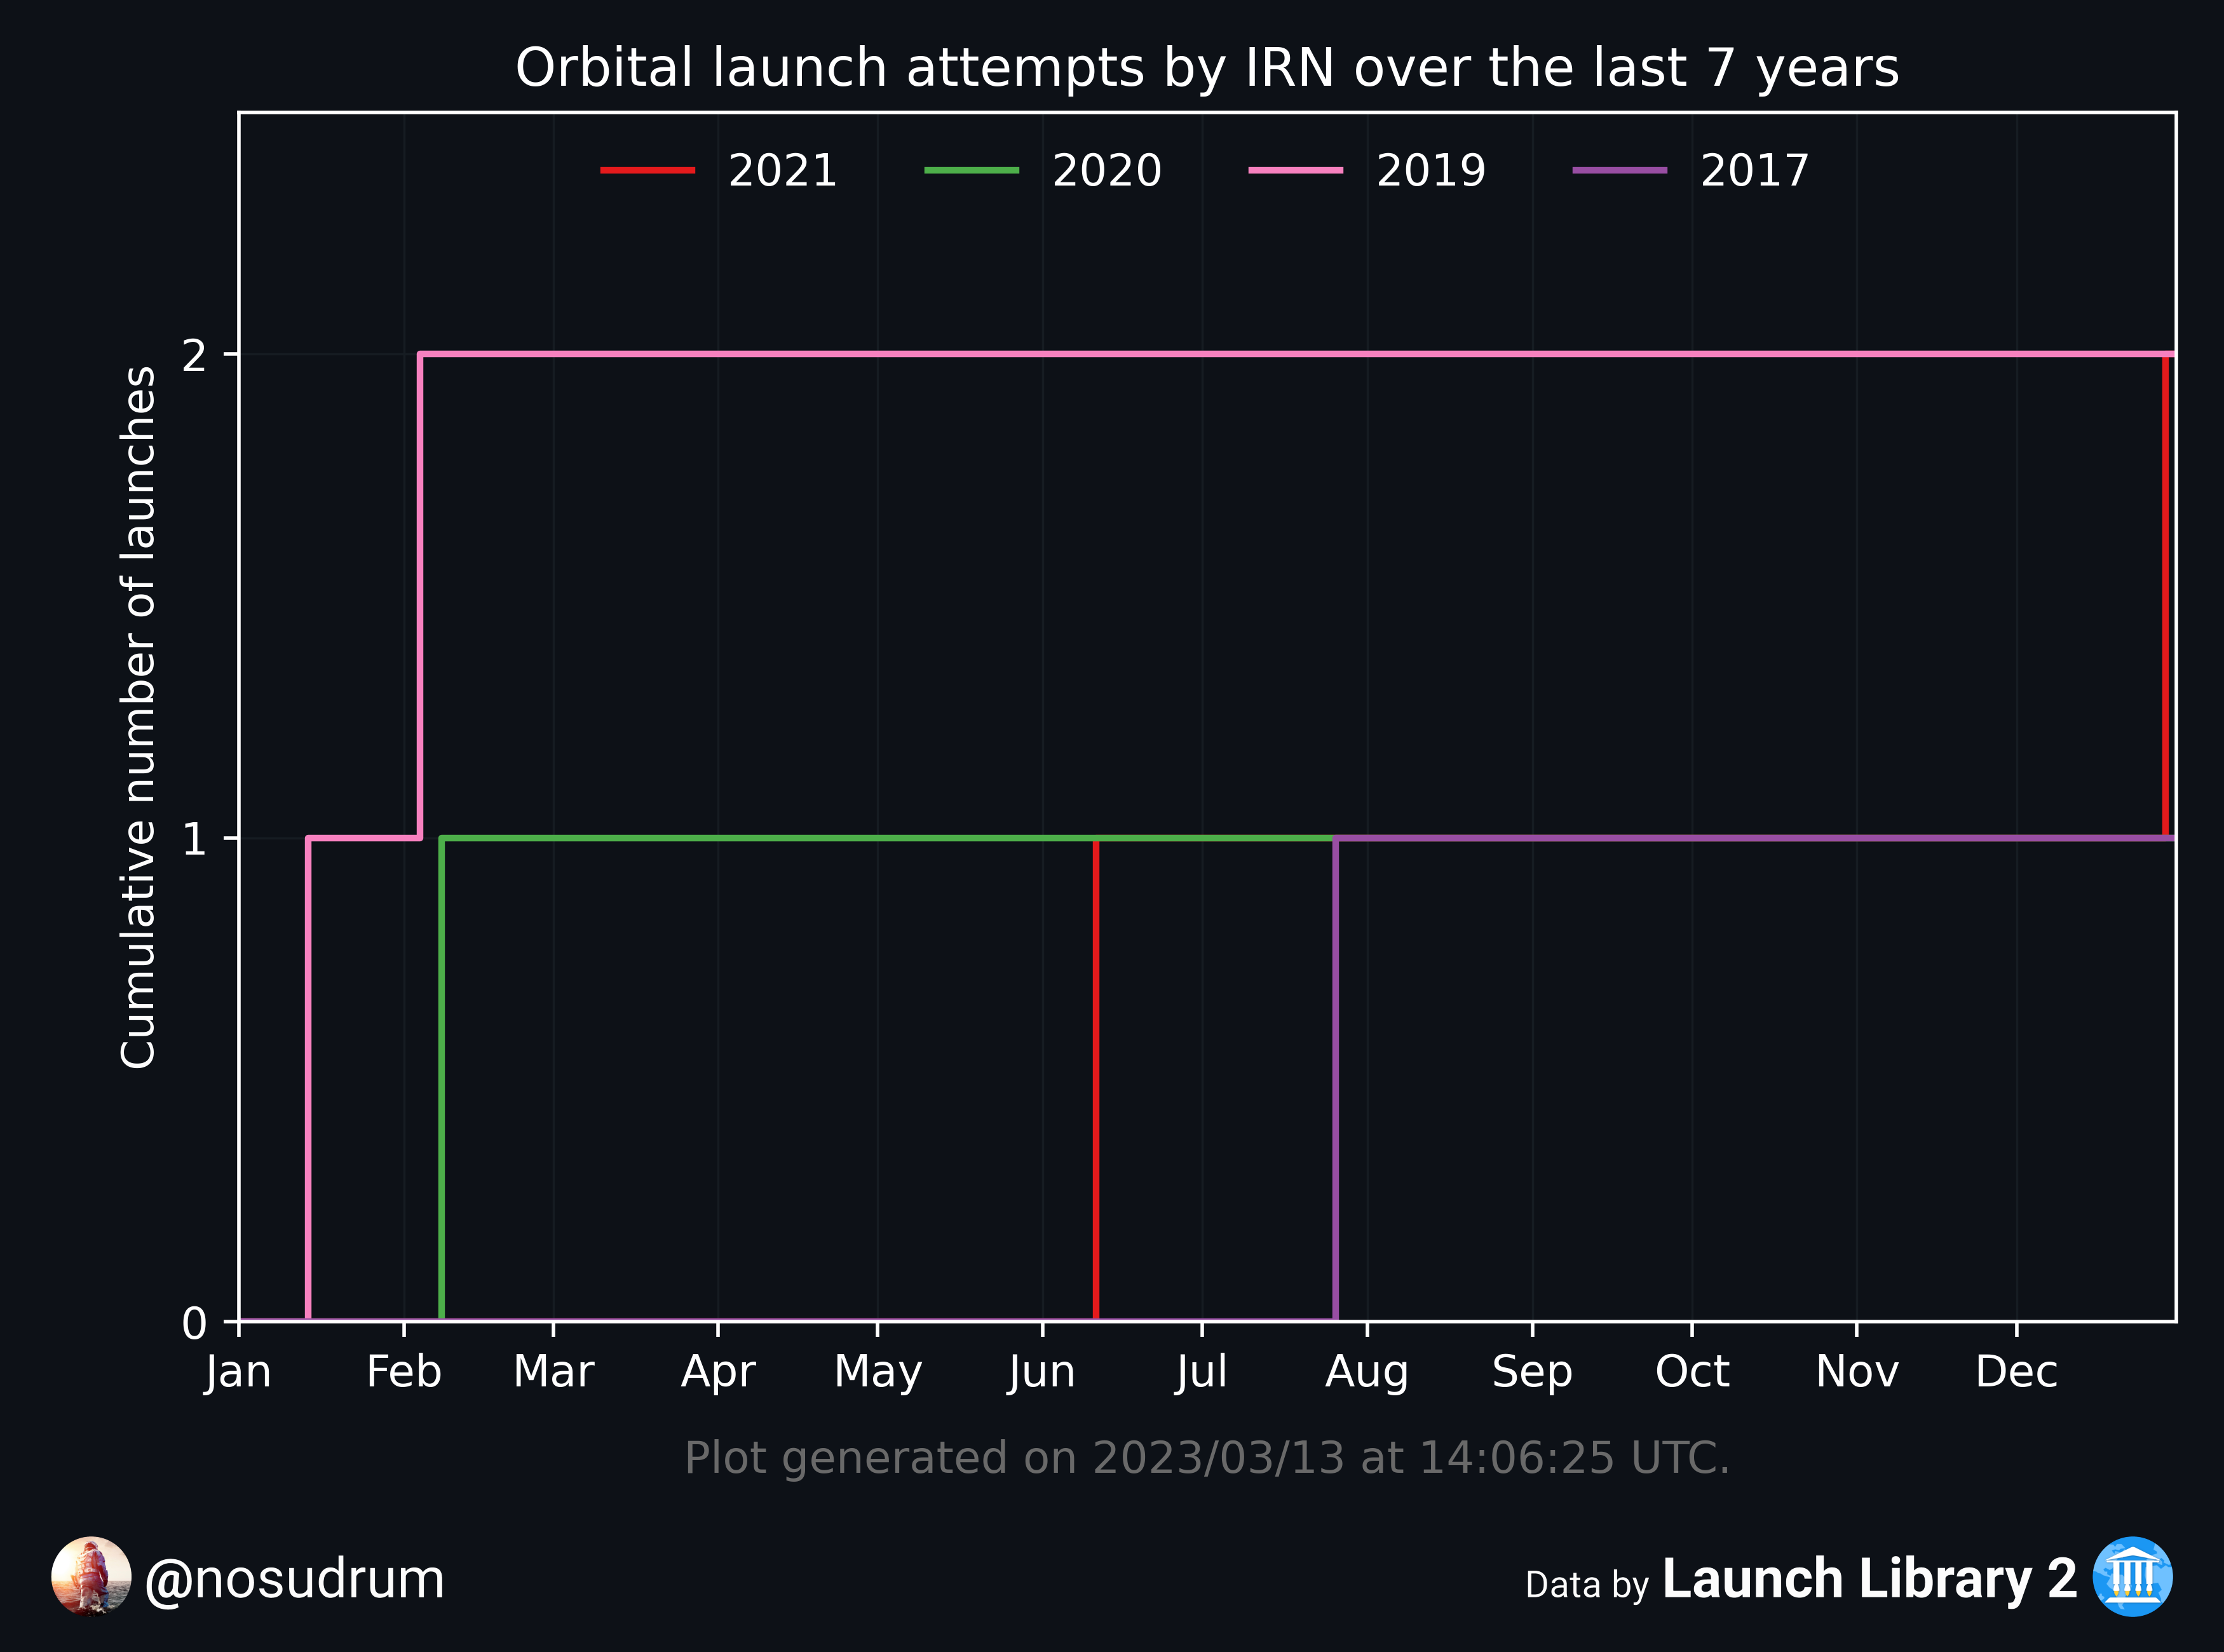 Orbital launch attempts by IRN over the last 7 years
2021 2020 2019 2017
Cumulative number of launches
2
1
0
Jan Feb Mar Apr May Jun Jul Aug Sep Oct Nov Dec
Plot generated on 2023/03/13 at 14:06:25 UTC.
@nosudrum
Data by Launch Library 2